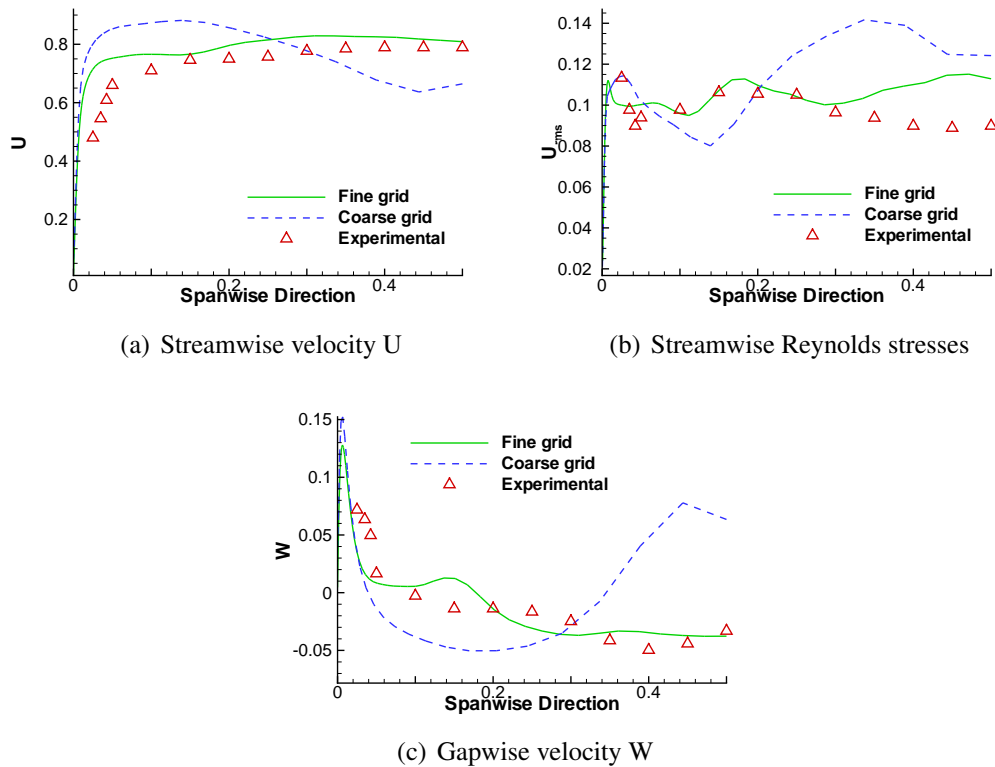 0.8
0.6
0.4
0.2
U
0
0.2
0.4
Spanwise Direction
Fine grid
Coarse grid
Experimental
(a) Streamwise velocity U
0.14
0.12
0.1
0.08
0.06
0.04
0.02
U-rms
0
0.2
0.4
Spanwise Direction
Fine grid
Coarse grid
Experimental
(b) Streamwise Reynolds stresses
0.15
0.1
0.05
0
-0.05
W
0
0.2
0.4
Spanwise Direction
Fine grid
Coarse grid
Experimental
(c) Gapwise velocity W